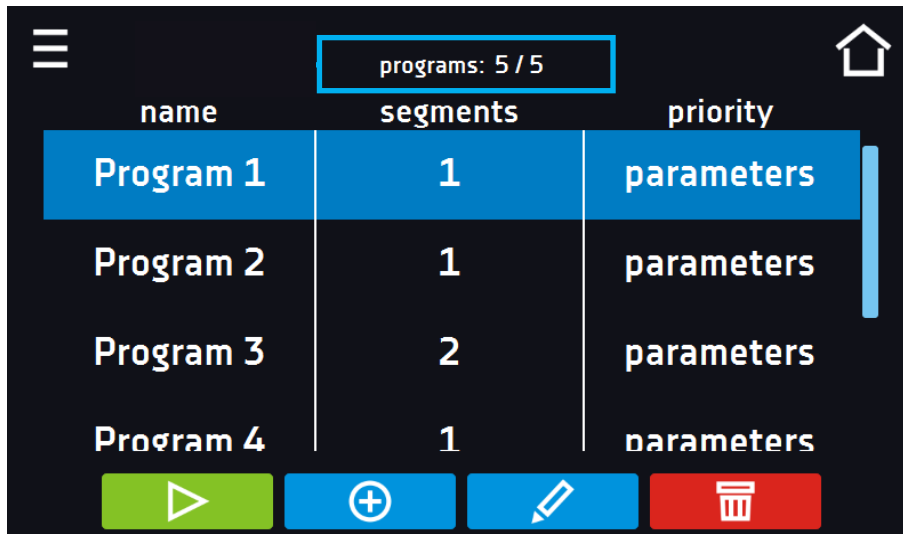 programs: 5 / 5
name segments priority
Program 1 1 parameters
Program 2 1 parameters
Program 3 2 parameters
Program 4 1 parameters